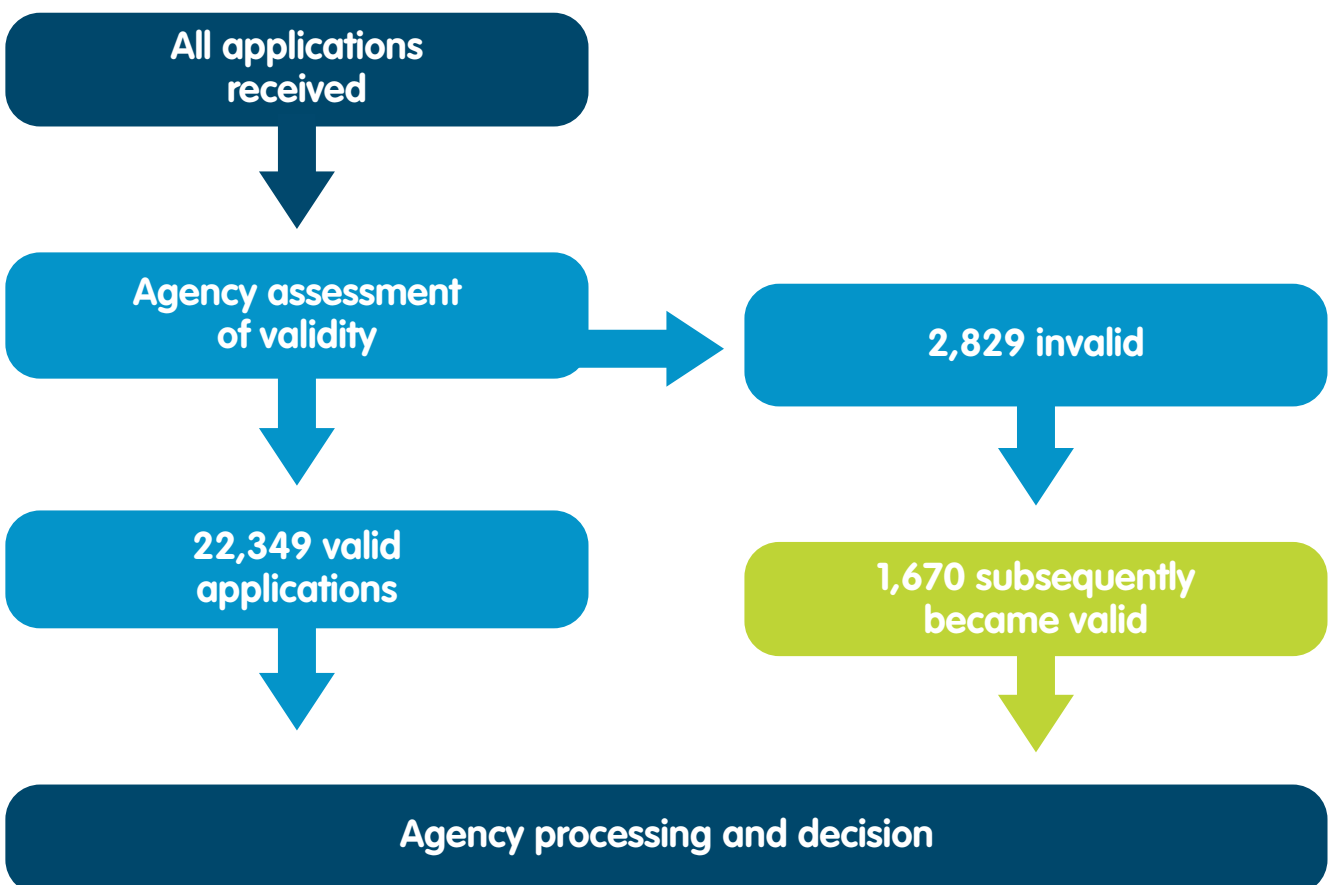 All applications
received
Agency assessment
of validity
2,829 invalid
22,349 valid
applications
1,670 subsequently
became valid
Agency processing and decision